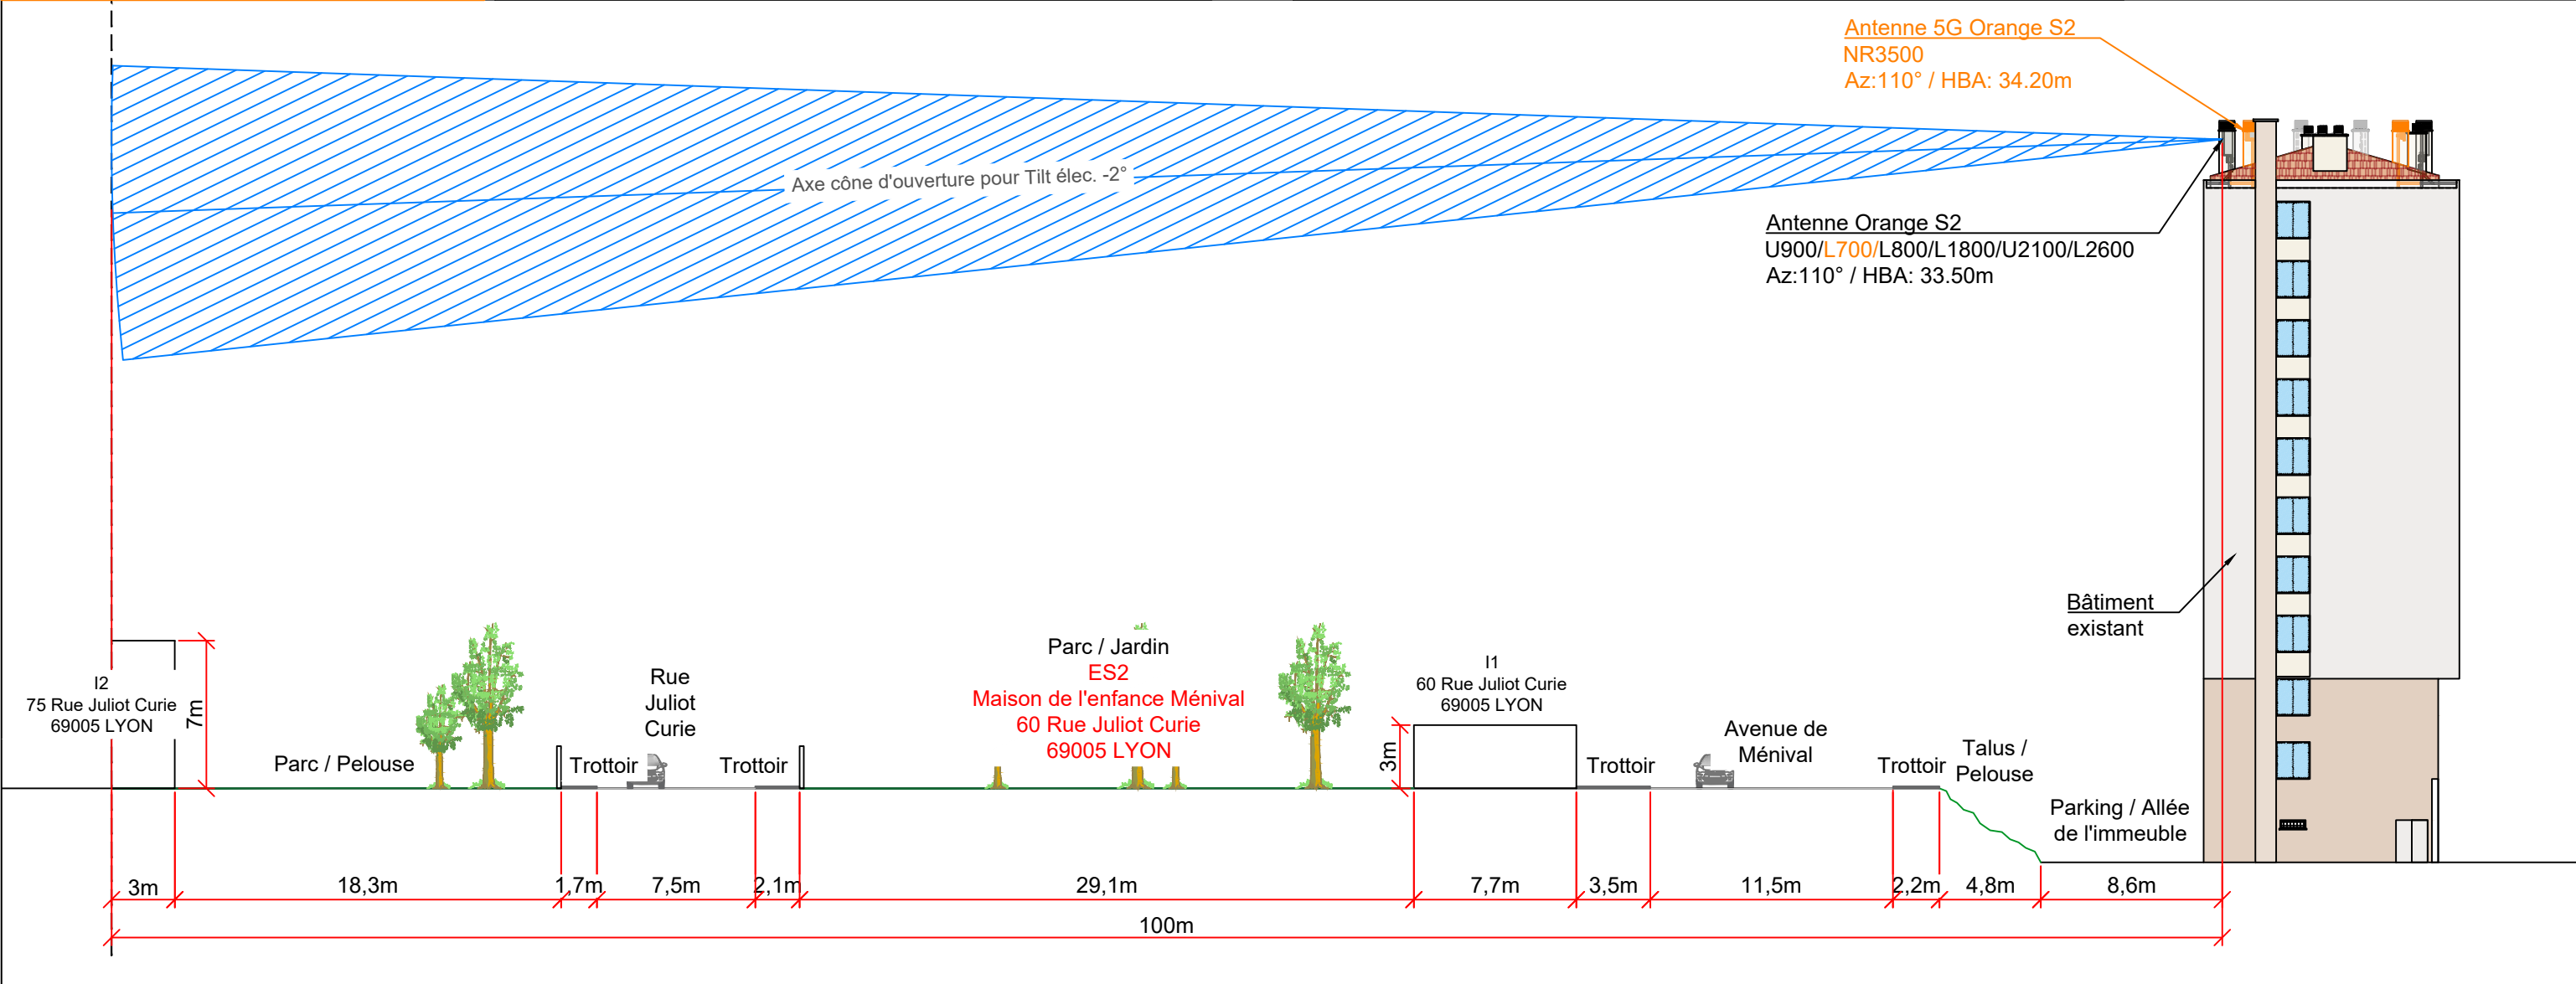 Antenne 5G Orange S2
NR3500
Az:110° / HBA: 34.20m
Axe cône d'ouverture pour Tilt élec. -2°
Antenne Orange S2
U900/L700/L800/L1800/U2100/L2600
Az:110° / HBA: 33.50m
Bâtiment
existant
I2
75 Rue Juliot Curie
69005 LYON
7m
Parc / Pelouse
Trottoir
Rue
Juliot
Curie
Trottoir
Parc / Jardin
ES2
Maison de l'enfance Ménival
60 Rue Juliot Curie
69005 LYON
I1
60 Rue Juliot Curie
69005 LYON
3m
Trottoir
Avenue de
Ménival
Trottoir
Talus /
Pelouse
Parking / Allée
de l'immeuble
3m
18,3m
1,7m
7,5m
2,1m
29,1m
7,7m
3,5m
11,5m
2,2m
4,8m
8,6m
100m